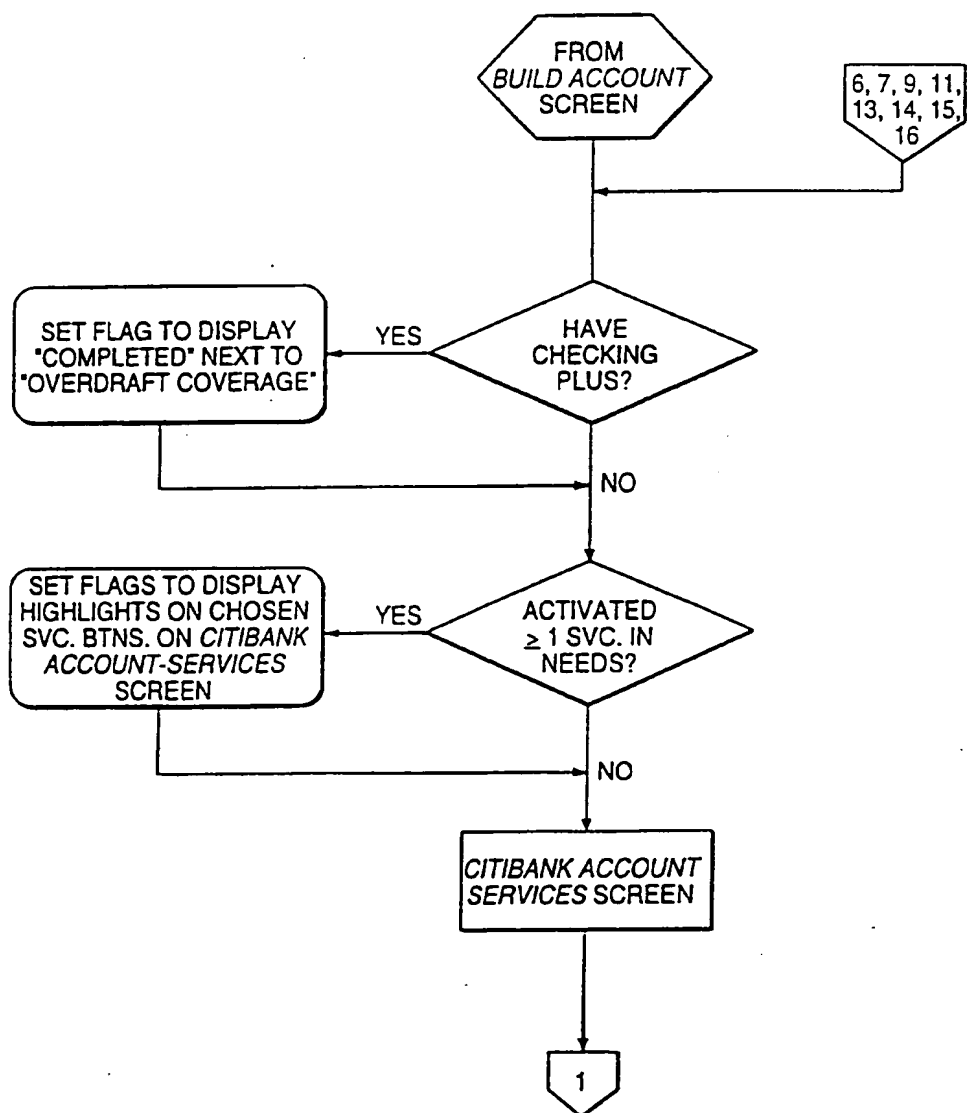 FROM
BUILD ACCOUNT
SCREEN
6, 7, 9, 11,
13, 14, 15,
16
SET FLAG TO DISPLAY
"COMPLETED" NEXT TO
"OVERDRAFT COVERAGE"
YES
HAVE
CHECKING
PLUS?
NO
SET FLAGS TO DISPLAY
HIGHLIGHTS ON CHOSEN
SVC. BTNS. ON CITIBANK
ACCOUNT-SERVICES
SCREEN
YES
ACTIVATED
≥ 1 SVC. IN
NEEDS?
NO
CITIBANK ACCOUNT
SERVICES SCREEN
1